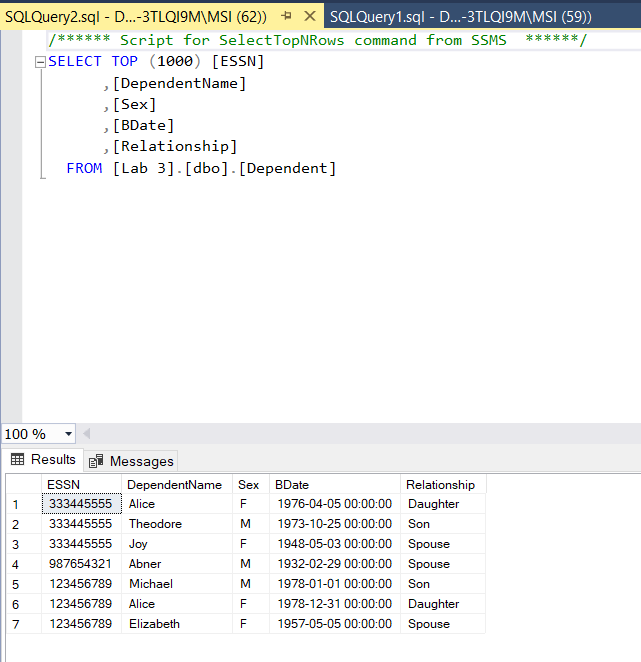 SQLQuery2.sql - D...-3TLQI9M\MSI (62)) SQLQuery1.sql - D...-3TLQI9M\MSI (59))
/****** Script for SelectTopNRows command from SSMS  ******/
SELECT TOP (1000) [ESSN]
,[DependentName]
,[Sex]
,[BDate]
,[Relationship]
FROM [Lab 3].[dbo].[Dependent]
100 %
Results Messages
ESSN DependentName Sex BDate Relationship
1 333445555 Alice F 1976-04-05 00:00:00 Daughter
2 333445555 Theodore M 1973-10-25 00:00:00 Son
3 333445555 Joy F 1948-05-03 00:00:00 Spouse
4 987654321 Abner M 1932-02-29 00:00:00 Spouse
5 123456789 Michael M 1978-01-01 00:00:00 Son
6 123456789 Alice F 1978-12-31 00:00:00 Daughter
7 123456789 Elizabeth F 1957-05-05 00:00:00 Spouse